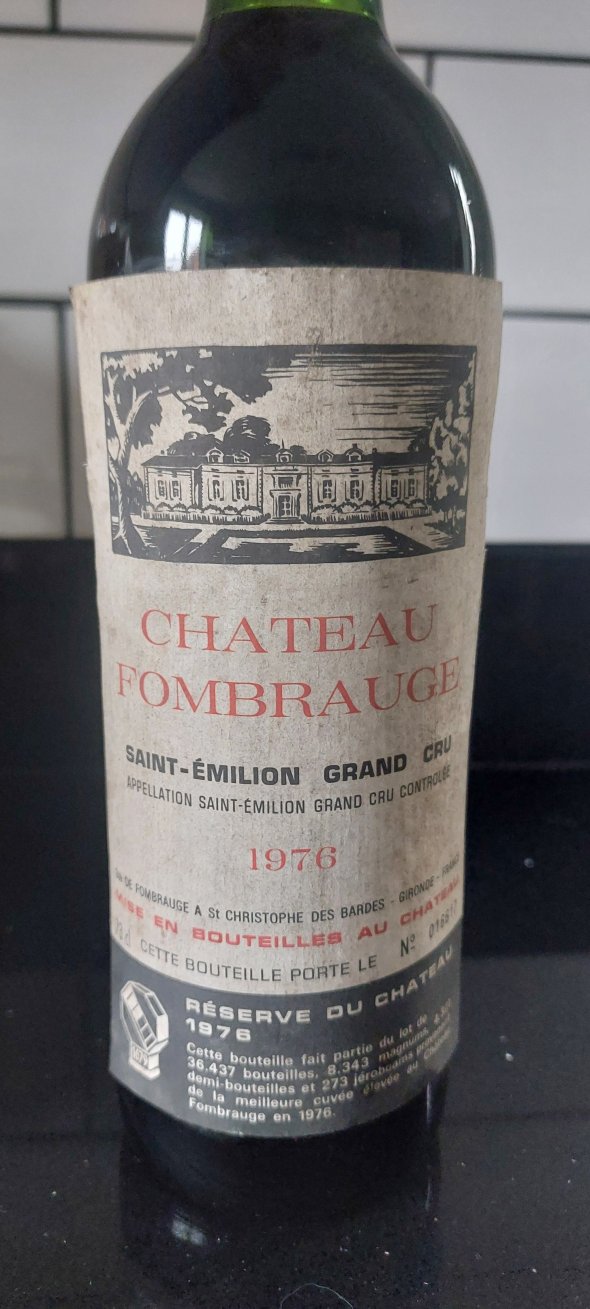 CHATEAU
FOMBRAUGE
SAINT-ÉMILION GRAND CRU
APPELLATION SAINT-ÉMILION GRAND CRU CONTROLÉE
1976
DE FOMBRAUGE A St CHRISTOPHE DES BARDES - GIRONDE - FRANCE
MISE EN BOUTEILLES AU CHATEAU
CETTE BOUTEILLE PORTE LE Nº
RÉSERVE DU CHATEAU
1976
Cette bouteille fait partie du lot de
36.437 bouteilles, 8.343 magnums,
demi-bouteilles et 273 jéroboams
de la meilleure cuvée élevée au Château
Fombrauge en 1976.
1679